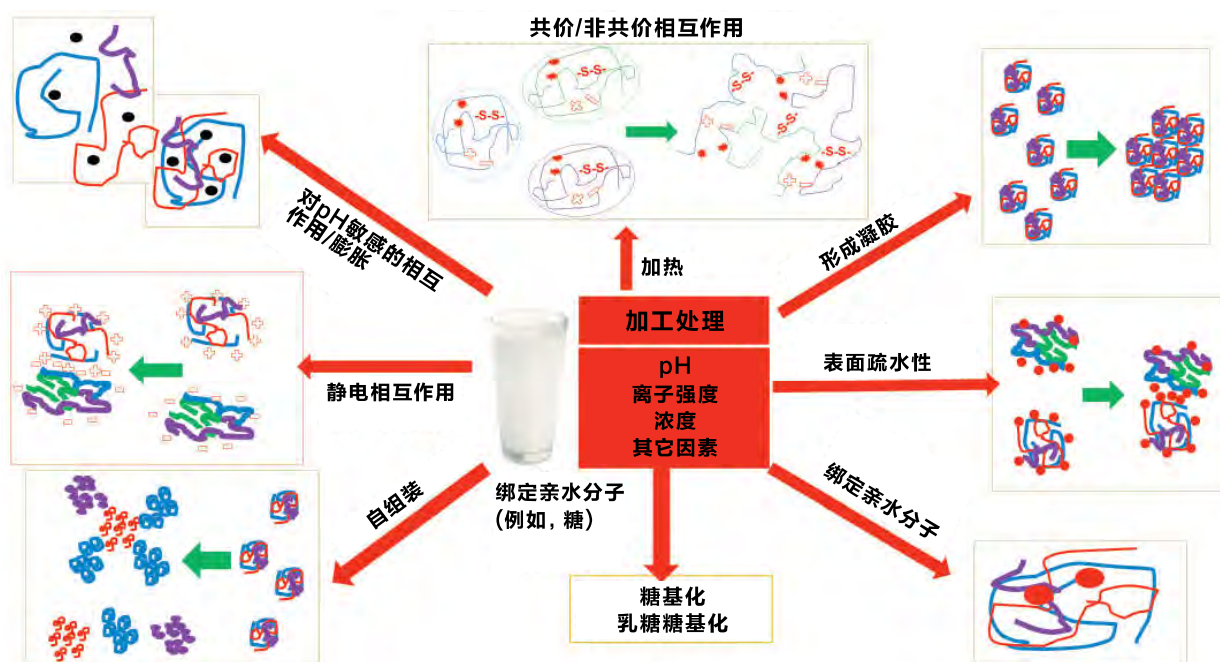 共价/非共价相互作用
-S-S-
-S-S-
-S-S-
-S-S-
-S-S-
-S-S-
-S-S-
对pH敏感的相互
作用/膨胀
加热
形成凝胶
加工处理
pH
离子强度
浓度
其它因素
静电相互作用
表面疏水性
自组装
绑定亲水分子
(例如, 糖)
绑定亲水分子
糖基化
乳糖糖基化